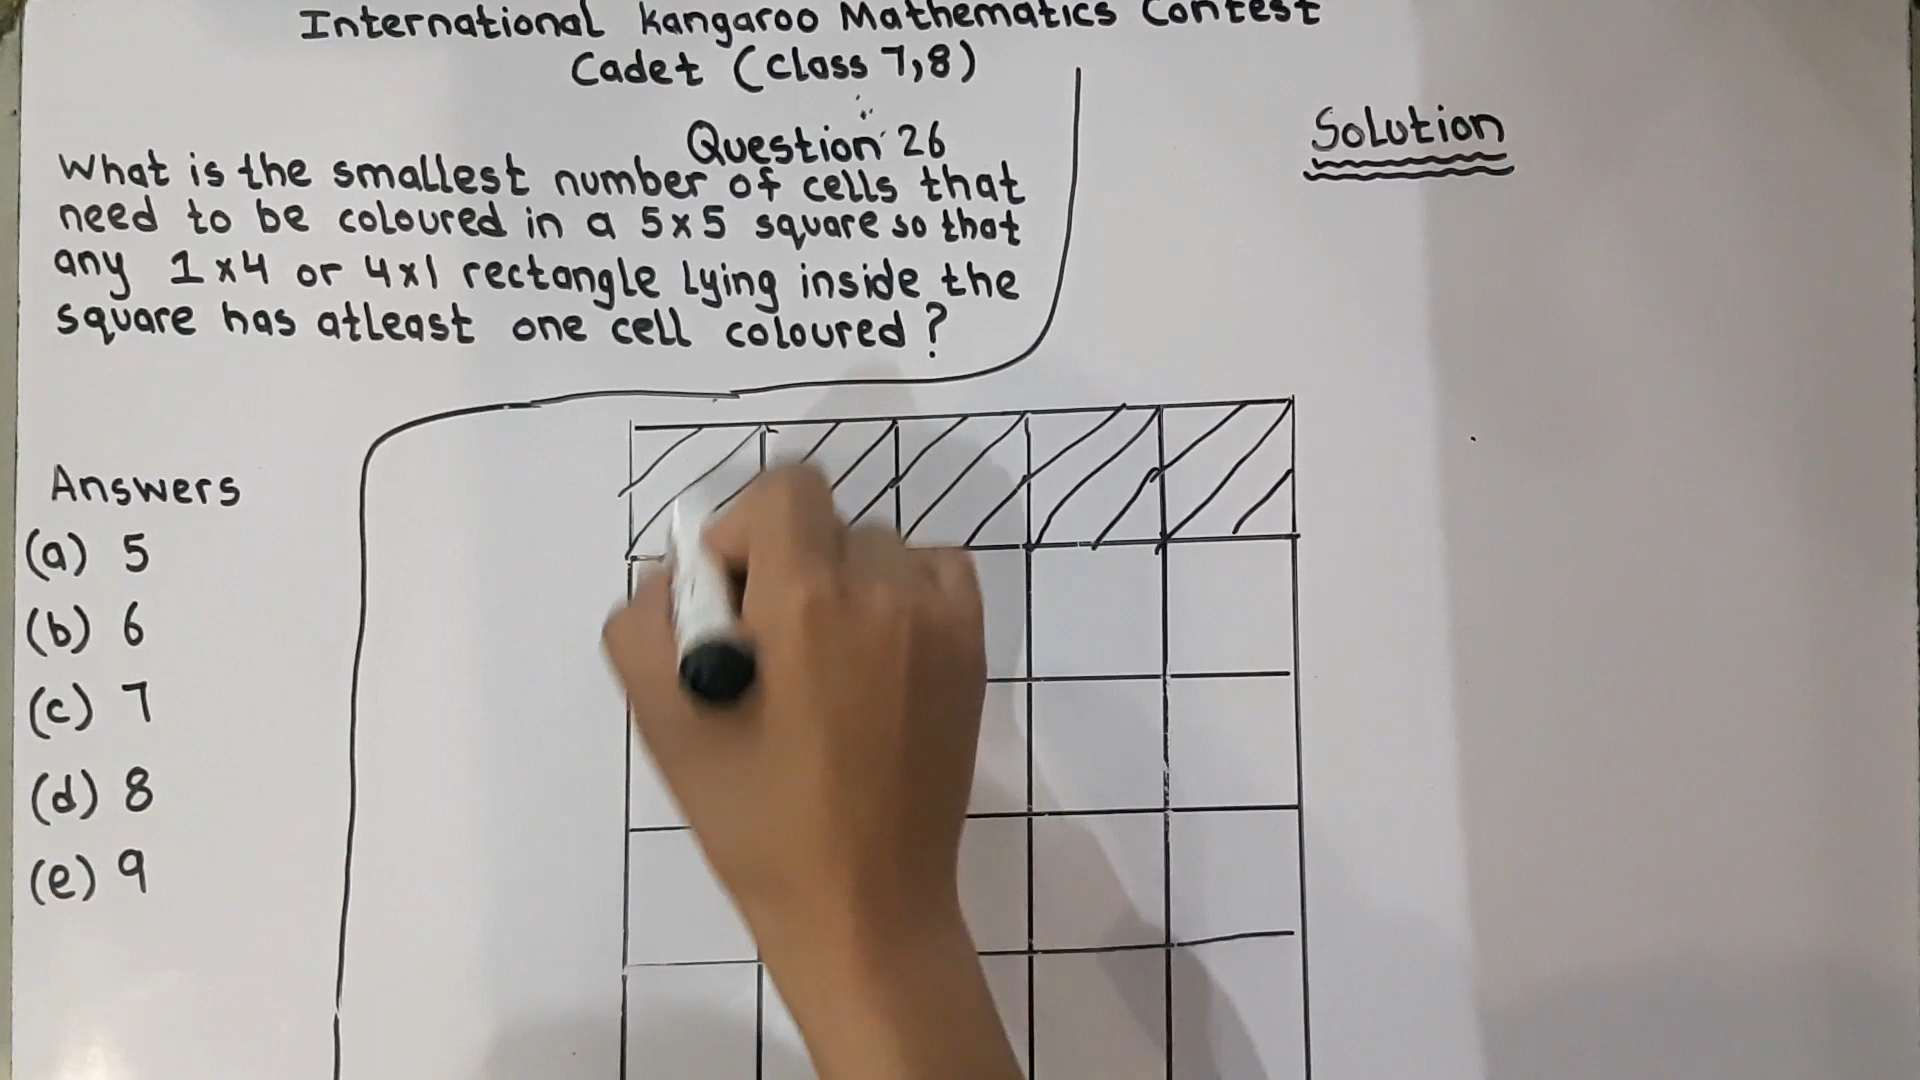 International Kangaroo Mathematics Contest
Cadet (Class 7,8)
Question 26
What is the smallest number of cells that
need to be coloured in a 5x5 square so that
any 1x4 or 4x1 rectangle lying inside the
square has atleast one cell coloured?
Solution
Answers
(a) 5
(b) 6
(c) 7
(d) 8
(e) 9